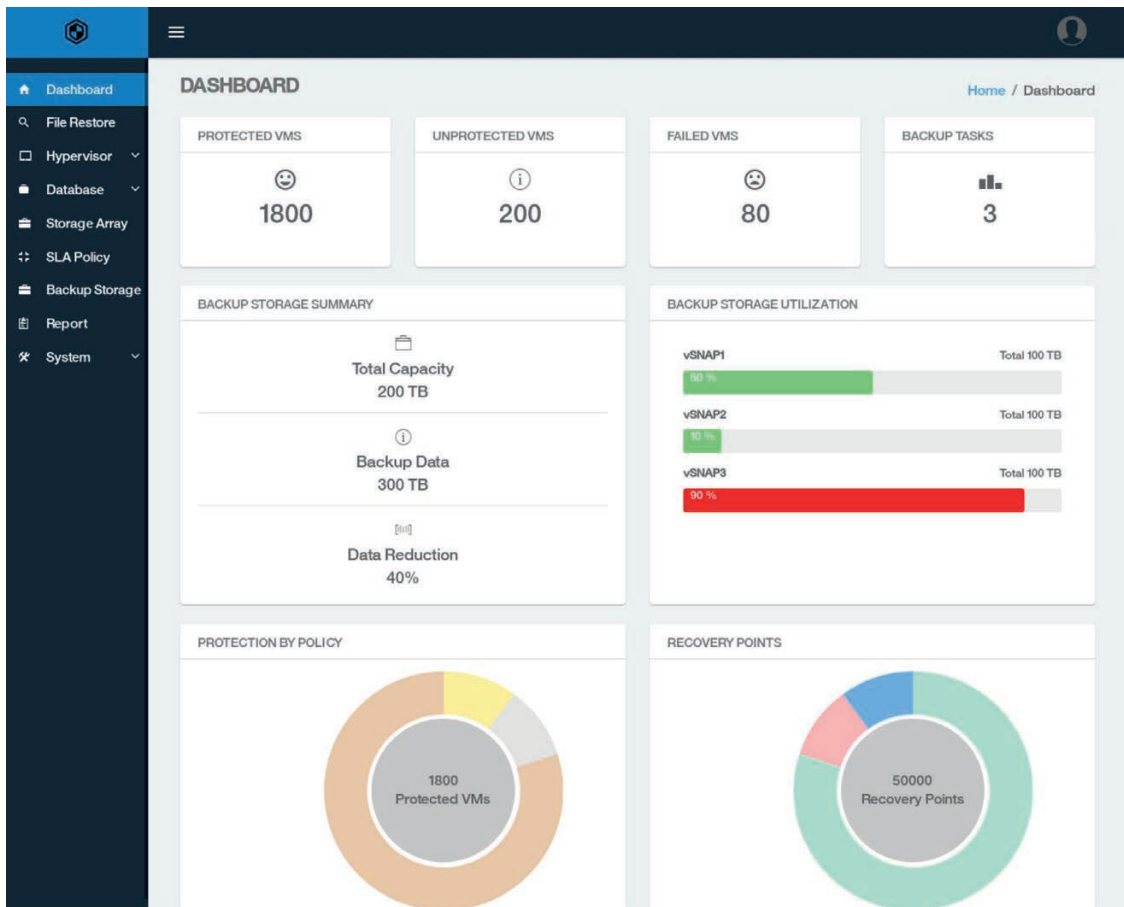 DASHBOARD
Home / Dashboard
Dashboard
File Restore
Hypervisor
Database
Storage Array
SLA Policy
Backup Storage
Report
System
PROTECTED VMS
1800
UNPROTECTED VMS
200
FAILED VMS
80
BACKUP TASKS
3
BACKUP STORAGE SUMMARY
Total Capacity
200 TB
Backup Data
300 TB
Data Reduction
40%
BACKUP STORAGE UTILIZATION
vSNAP1 Total 100 TB
50 %
vSNAP2 Total 100 TB
10 %
vSNAP3 Total 100 TB
90 %
PROTECTION BY POLICY
1800
Protected VMs
RECOVERY POINTS
50000
Recovery Points